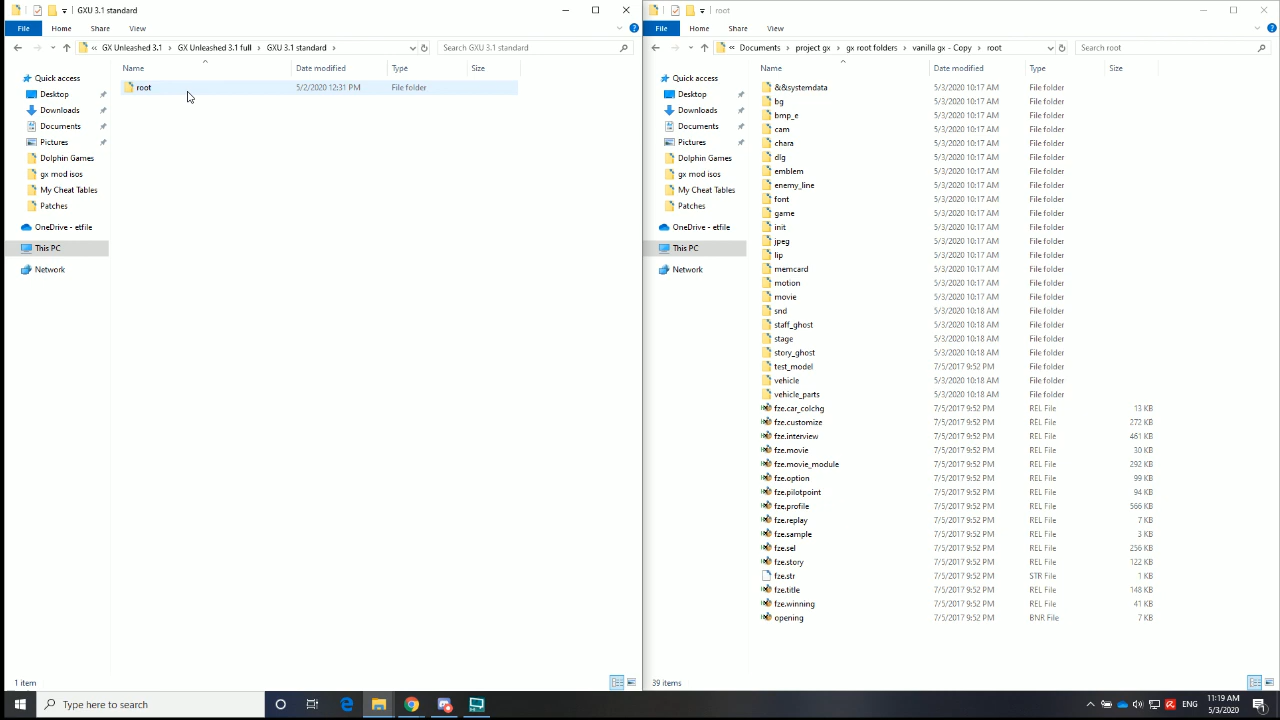 GXU 3.1 standard
File Home Share View
« GX Unleashed 3.1 > GX Unleashed 3.1 full > GXU 3.1 standard >
Search GXU 3.1 standard
Name Date modified Type Size
Quick access
Desktop
Downloads
Documents
Pictures
Dolphin Games
gx mod isos
My Cheat Tables
Patches
OneDrive - etfile
This PC
Network
root 5/2/2020 12:31 PM File folder
1 item
root
File Home Share View
« Documents > project gx > gx root folders > vanilla gx - Copy > root
Search root
Name Date modified Type Size
Quick access
Desktop
Downloads
Documents
Pictures
Dolphin Games
gx mod isos
My Cheat Tables
Patches
OneDrive - etfile
This PC
Network
&&systemdata 5/3/2020 10:17 AM File folder
bg 5/3/2020 10:17 AM File folder
bmp_e 5/3/2020 10:17 AM File folder
cam 5/3/2020 10:17 AM File folder
chara 5/3/2020 10:17 AM File folder
dlg 5/3/2020 10:17 AM File folder
emblem 5/3/2020 10:17 AM File folder
enemy_line 5/3/2020 10:17 AM File folder
font 5/3/2020 10:17 AM File folder
game 5/3/2020 10:17 AM File folder
init 5/3/2020 10:17 AM File folder
jpeg 5/3/2020 10:17 AM File folder
lip 5/3/2020 10:17 AM File folder
memcard 5/3/2020 10:17 AM File folder
motion 5/3/2020 10:17 AM File folder
movie 5/3/2020 10:17 AM File folder
snd 5/3/2020 10:18 AM File folder
staff_ghost 5/3/2020 10:18 AM File folder
stage 5/3/2020 10:18 AM File folder
story_ghost 5/3/2020 10:18 AM File folder
test_model 7/5/2017 9:52 PM File folder
vehicle 5/3/2020 10:18 AM File folder
vehicle_parts 5/3/2020 10:18 AM File folder
fze.car_colchg 7/5/2017 9:52 PM REL File 13 KB
fze.customize 7/5/2017 9:52 PM REL File 272 KB
fze.interview 7/5/2017 9:52 PM REL File 461 KB
fze.movie 7/5/2017 9:52 PM REL File 30 KB
fze.movie_module 7/5/2017 9:52 PM REL File 292 KB
fze.option 7/5/2017 9:52 PM REL File 99 KB
fze.pilotpoint 7/5/2017 9:52 PM REL File 94 KB
fze.profile 7/5/2017 9:52 PM REL File 566 KB
fze.replay 7/5/2017 9:52 PM REL File 7 KB
fze.sample 7/5/2017 9:52 PM REL File 3 KB
fze.sel 7/5/2017 9:52 PM REL File 256 KB
fze.story 7/5/2017 9:52 PM REL File 122 KB
fze.str 7/5/2017 9:52 PM STR File 1 KB
fze.title 7/5/2017 9:52 PM REL File 148 KB
fze.winning 7/5/2017 9:52 PM REL File 41 KB
opening 7/5/2017 9:52 PM BNR File 7 KB
39 items
Type here to search
ENG
11:19 AM
5/3/2020